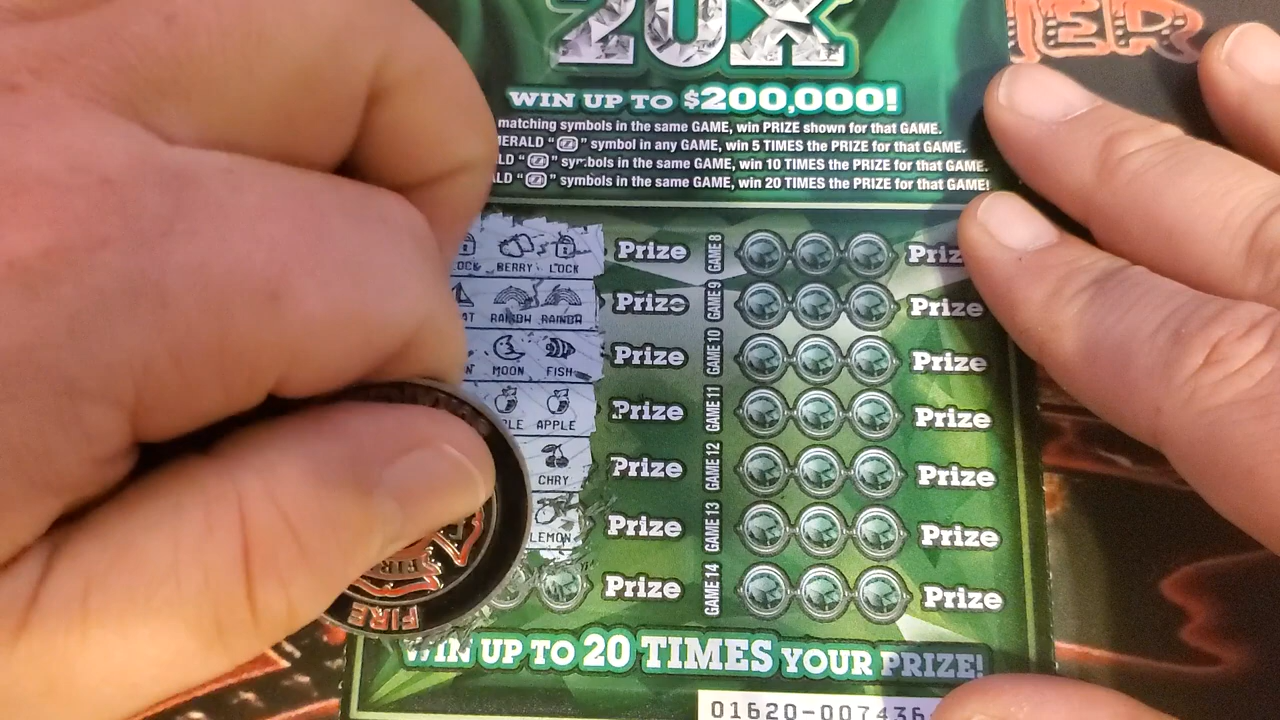 20X
WIN UP TO $200,000!
matching symbols in the same GAME, win PRIZE shown for that GAME.
" symbol in any GAME, win 5 TIMES the PRIZE for that GAME.
" symbols in the same GAME, win 10 TIMES the PRIZE for that GAME.
" symbols in the same GAME, win 20 TIMES the PRIZE for that GAME!
BERRY LOCK Prize GAME 8
RAINBW RAINBW Prize GAME 9 Prize
MOON FISH Prize GAME 10 Prize
APPLE Prize GAME 11 Prize
CHRY Prize GAME 12 Prize
LEMON Prize GAME 13 Prize
Prize GAME 14 Prize
FIRE
WIN UP TO 20 TIMES YOUR PRIZE!
01620-007436